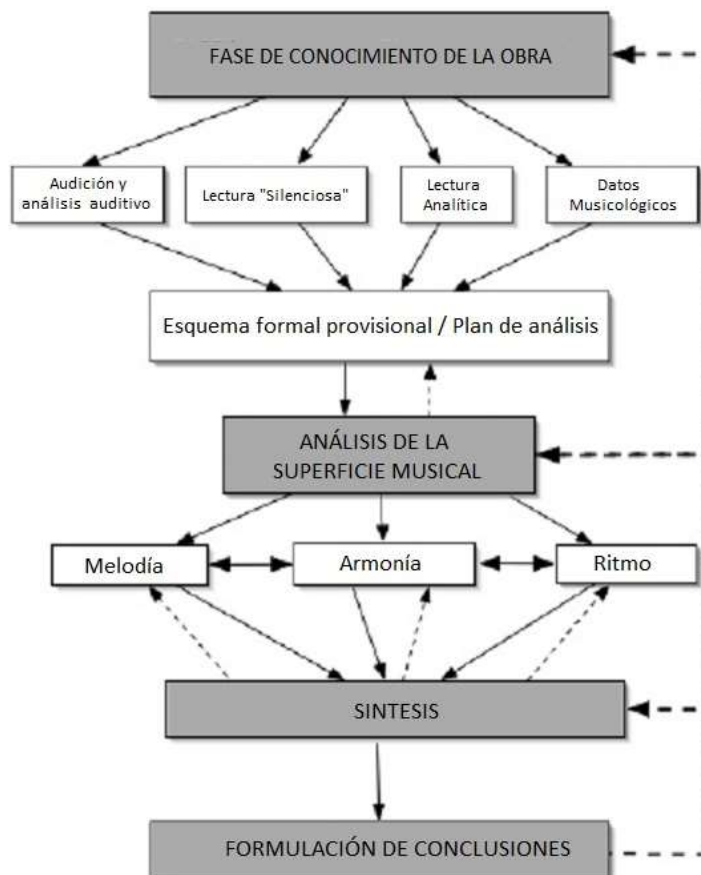 FASE DE CONOCIMIENTO DE LA OBRA
Audición y
análisis auditivo
Lectura "Silenciosa"
Lectura
Analítica
Datos
Musicológicos
Esquema formal provisional / Plan de análisis
ANÁLISIS DE LA
SUPERFICIE MUSICAL
Melodía
Armonía
Ritmo
SINTESIS
FORMULACIÓN DE CONCLUSIONES